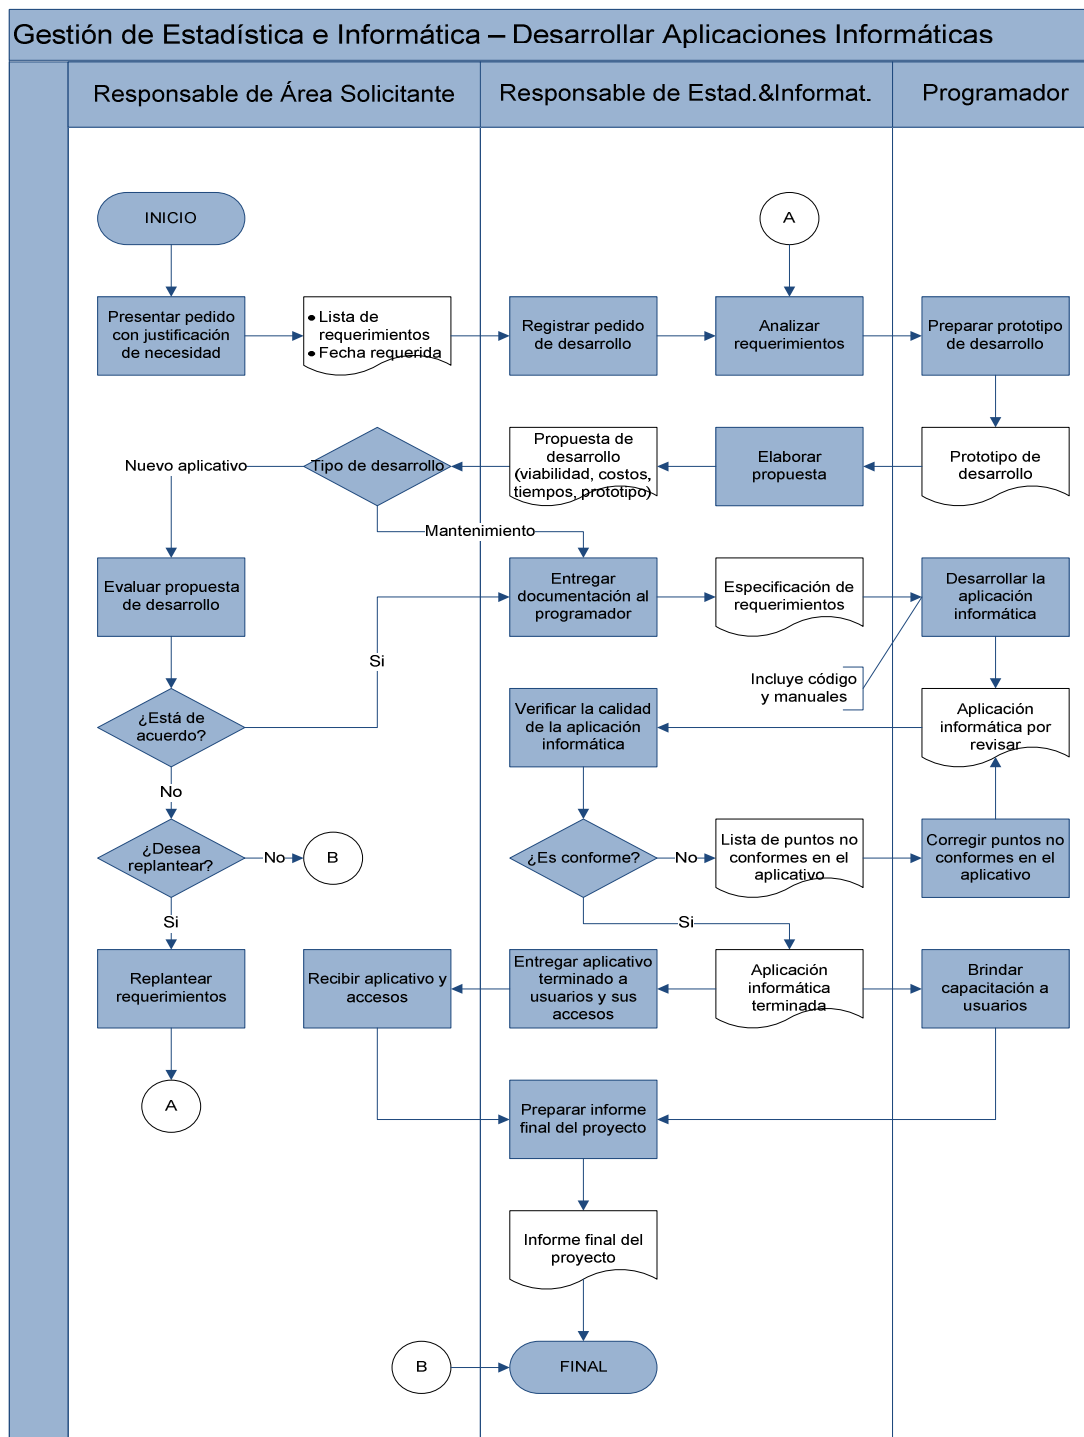 Gestión de Estadística e Informática – Desarrollar Aplicaciones Informáticas
Responsable de Área Solicitante
Responsable de Estad.&Informat.
Programador
INICIO
A
Presentar pedido
con justificación
de necesidad
• Lista de
requerimientos
• Fecha requerida
Registrar pedido
de desarrollo
Analizar
requerimientos
Preparar prototipo
de desarrollo
Nuevo aplicativo
Tipo de desarrollo
Propuesta de
desarrollo
(viabilidad, costos,
tiempos, prototipo)
Elaborar
propuesta
Prototipo de
desarrollo
Mantenimiento
Evaluar propuesta
de desarrollo
Entregar
documentación al
programador
Especificación de
requerimientos
Desarrollar la
aplicación
informática
Si
Incluye código
y manuales
¿Está de
acuerdo?
Verificar la calidad
de la aplicación
informática
Aplicación
informática por
revisar
No
¿Desea
replantear?
No
B
¿Es conforme?
No
Lista de puntos no
conformes en el
aplicativo
Corregir puntos no
conformes en el
aplicativo
Si
Si
Replantear
requerimientos
Recibir aplicativo y
accesos
Entregar aplicativo
terminado a
usuarios y sus
accesos
Aplicación
informática
terminada
Brindar
capacitación a
usuarios
A
Preparar informe
final del proyecto
Informe final del
proyecto
B
FINAL